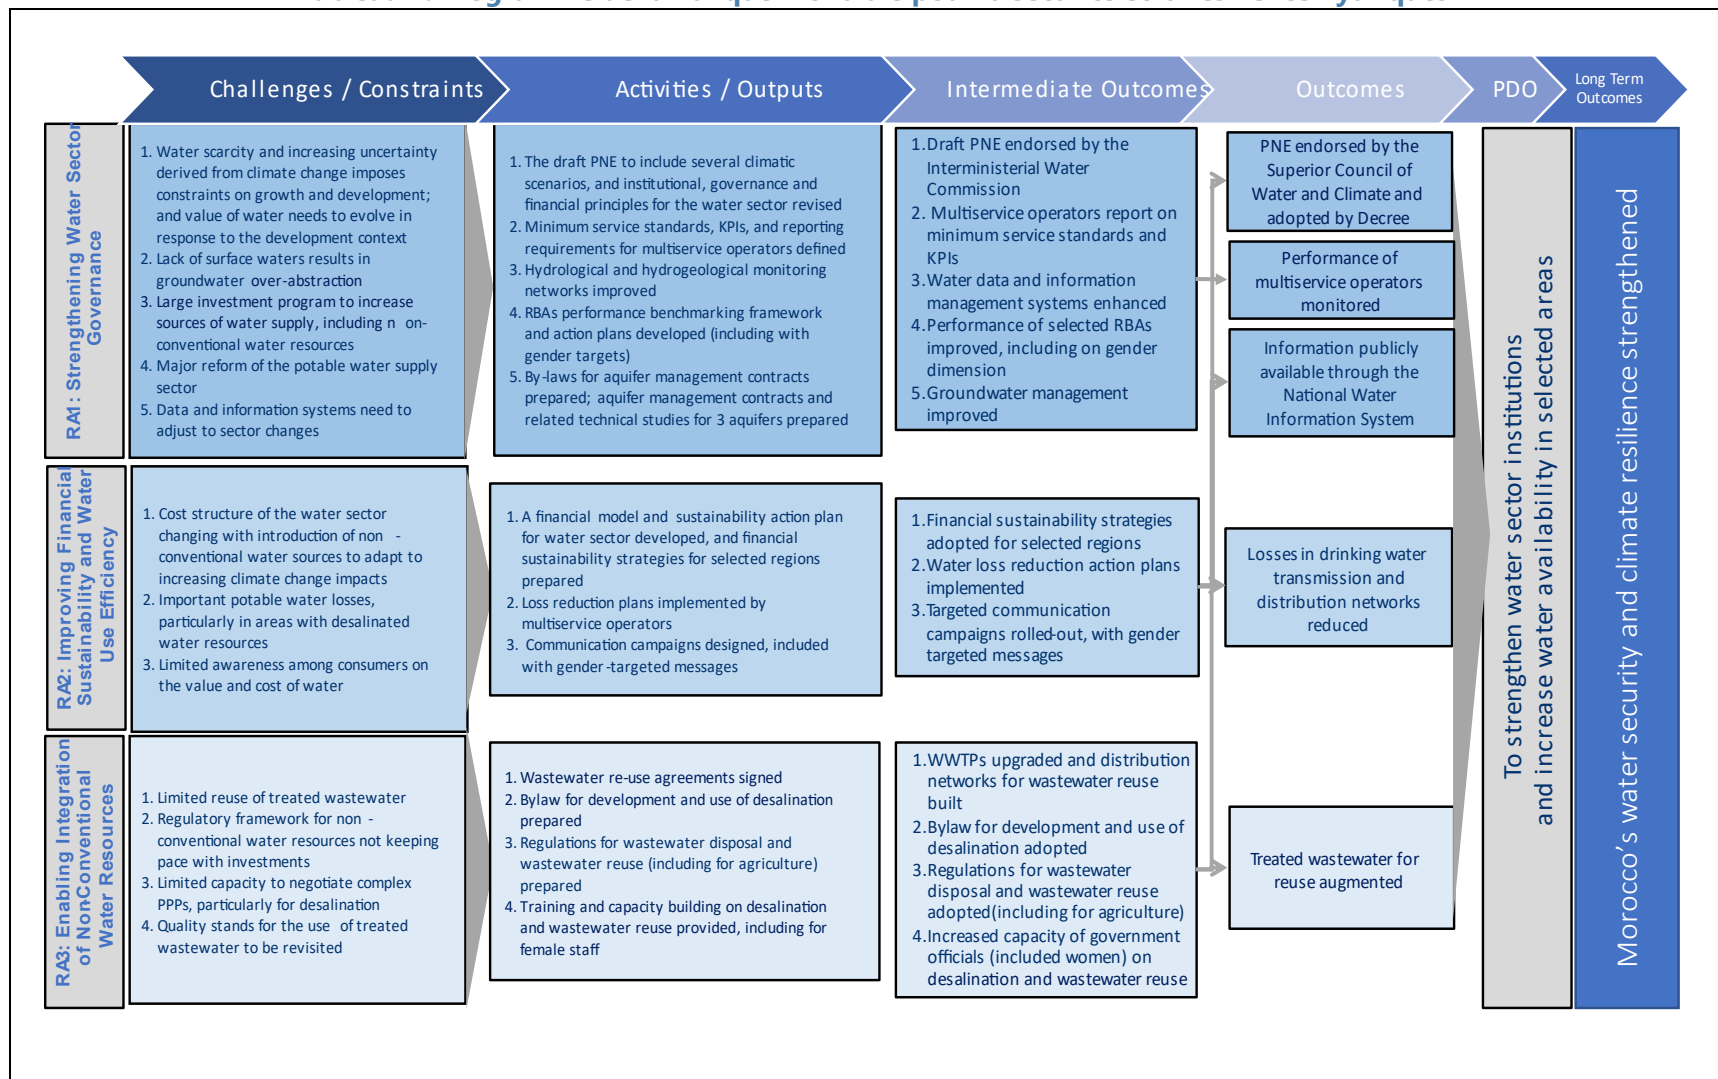 Challenges / Constraints
Activities / Outputs
Intermediate Outcomes
Outcomes
PDO
Long Term
Outcomes
RA1: Strengthening Water Sector
Governance
1. Water scarcity and increasing uncertainty
derived from climate change imposes
constraints on growth and development;
and value of water needs to evolve in
response to the development context
2. Lack of surface waters results in
groundwater over-abstraction
3. Large investment program to increase
sources of water supply, including n on-
conventional water resources
4. Major reform of the potable water supply
sector
5. Data and information systems need to
adjust to sector changes
1. The draft PNE to include several climatic
scenarios, and institutional, governance and
financial principles for the water sector revised
2. Minimum service standards, KPIs, and reporting
requirements for multiservice operators defined
3. Hydrological and hydrogeological monitoring
networks improved
4. RBAs performance benchmarking framework
and action plans developed (including with
gender targets)
5. By-laws for aquifer management contracts
prepared; aquifer management contracts and
related technical studies for 3 aquifers prepared
1.Draft PNE endorsed by the
Interministerial Water
Commission
2. Multiservice operators report on
minimum service standards and
KPIs
3.Water data and information
management systems enhanced
4.Performance of selected RBAs
improved, including on gender
dimension
5.Groundwater management
improved
PNE endorsed by the
Superior Council of
Water and Climate and
adopted by Decree
Performance of
multiservice operators
monitored
Information publicly
available through the
National Water
Information System
RA2: Improving Financial
Sustainability and Water
Use Efficiency
1. Cost structure of the water sector
changing with introduction of non -
conventional water sources to adapt to
increasing climate change impacts
2. Important potable water losses,
particularly in areas with desalinated
water resources
3. Limited awareness among consumers on
the value and cost of water
1. A financial model and sustainability action plan
for water sector developed, and financial
sustainability strategies for selected regions
prepared
2. Loss reduction plans implemented by
multiservice operators
3. Communication campaigns designed, included
with gender-targeted messages
1.Financial sustainability strategies
adopted for selected regions
2.Water loss reduction action plans
implemented
3.Targeted communication
campaigns rolled-out, with gender
targeted messages
Losses in drinking water
transmission and
distribution networks
reduced
RA3: Enabling Integration
of Non-Conventional
Water Resources
1. Limited reuse of treated wastewater
2. Regulatory framework for non -
conventional water resources not keeping
pace with investments
3. Limited capacity to negotiate complex
PPPs, particularly for desalination
4. Quality stands for the use of treated
wastewater to be revisited
1. Wastewater re-use agreements signed
2. Bylaw for development and use of desalination
prepared
3. Regulations for wastewater disposal and
wastewater reuse (including for agriculture)
prepared
4. Training and capacity building on desalination
and wastewater reuse provided, including for
female staff
1.WWTPs upgraded and distribution
networks for wastewater reuse
built
2.Bylaw for development and use of
desalination adopted
3.Regulations for wastewater
disposal and wastewater reuse
adopted(including for agriculture)
4.Increased capacity of government
officials (included women) on
desalination and wastewater reuse
Treated wastewater for
reuse augmented
To strengthen water sector institutions
and increase water availability in selected areas
Morocco's water security and climate resilience strengthened